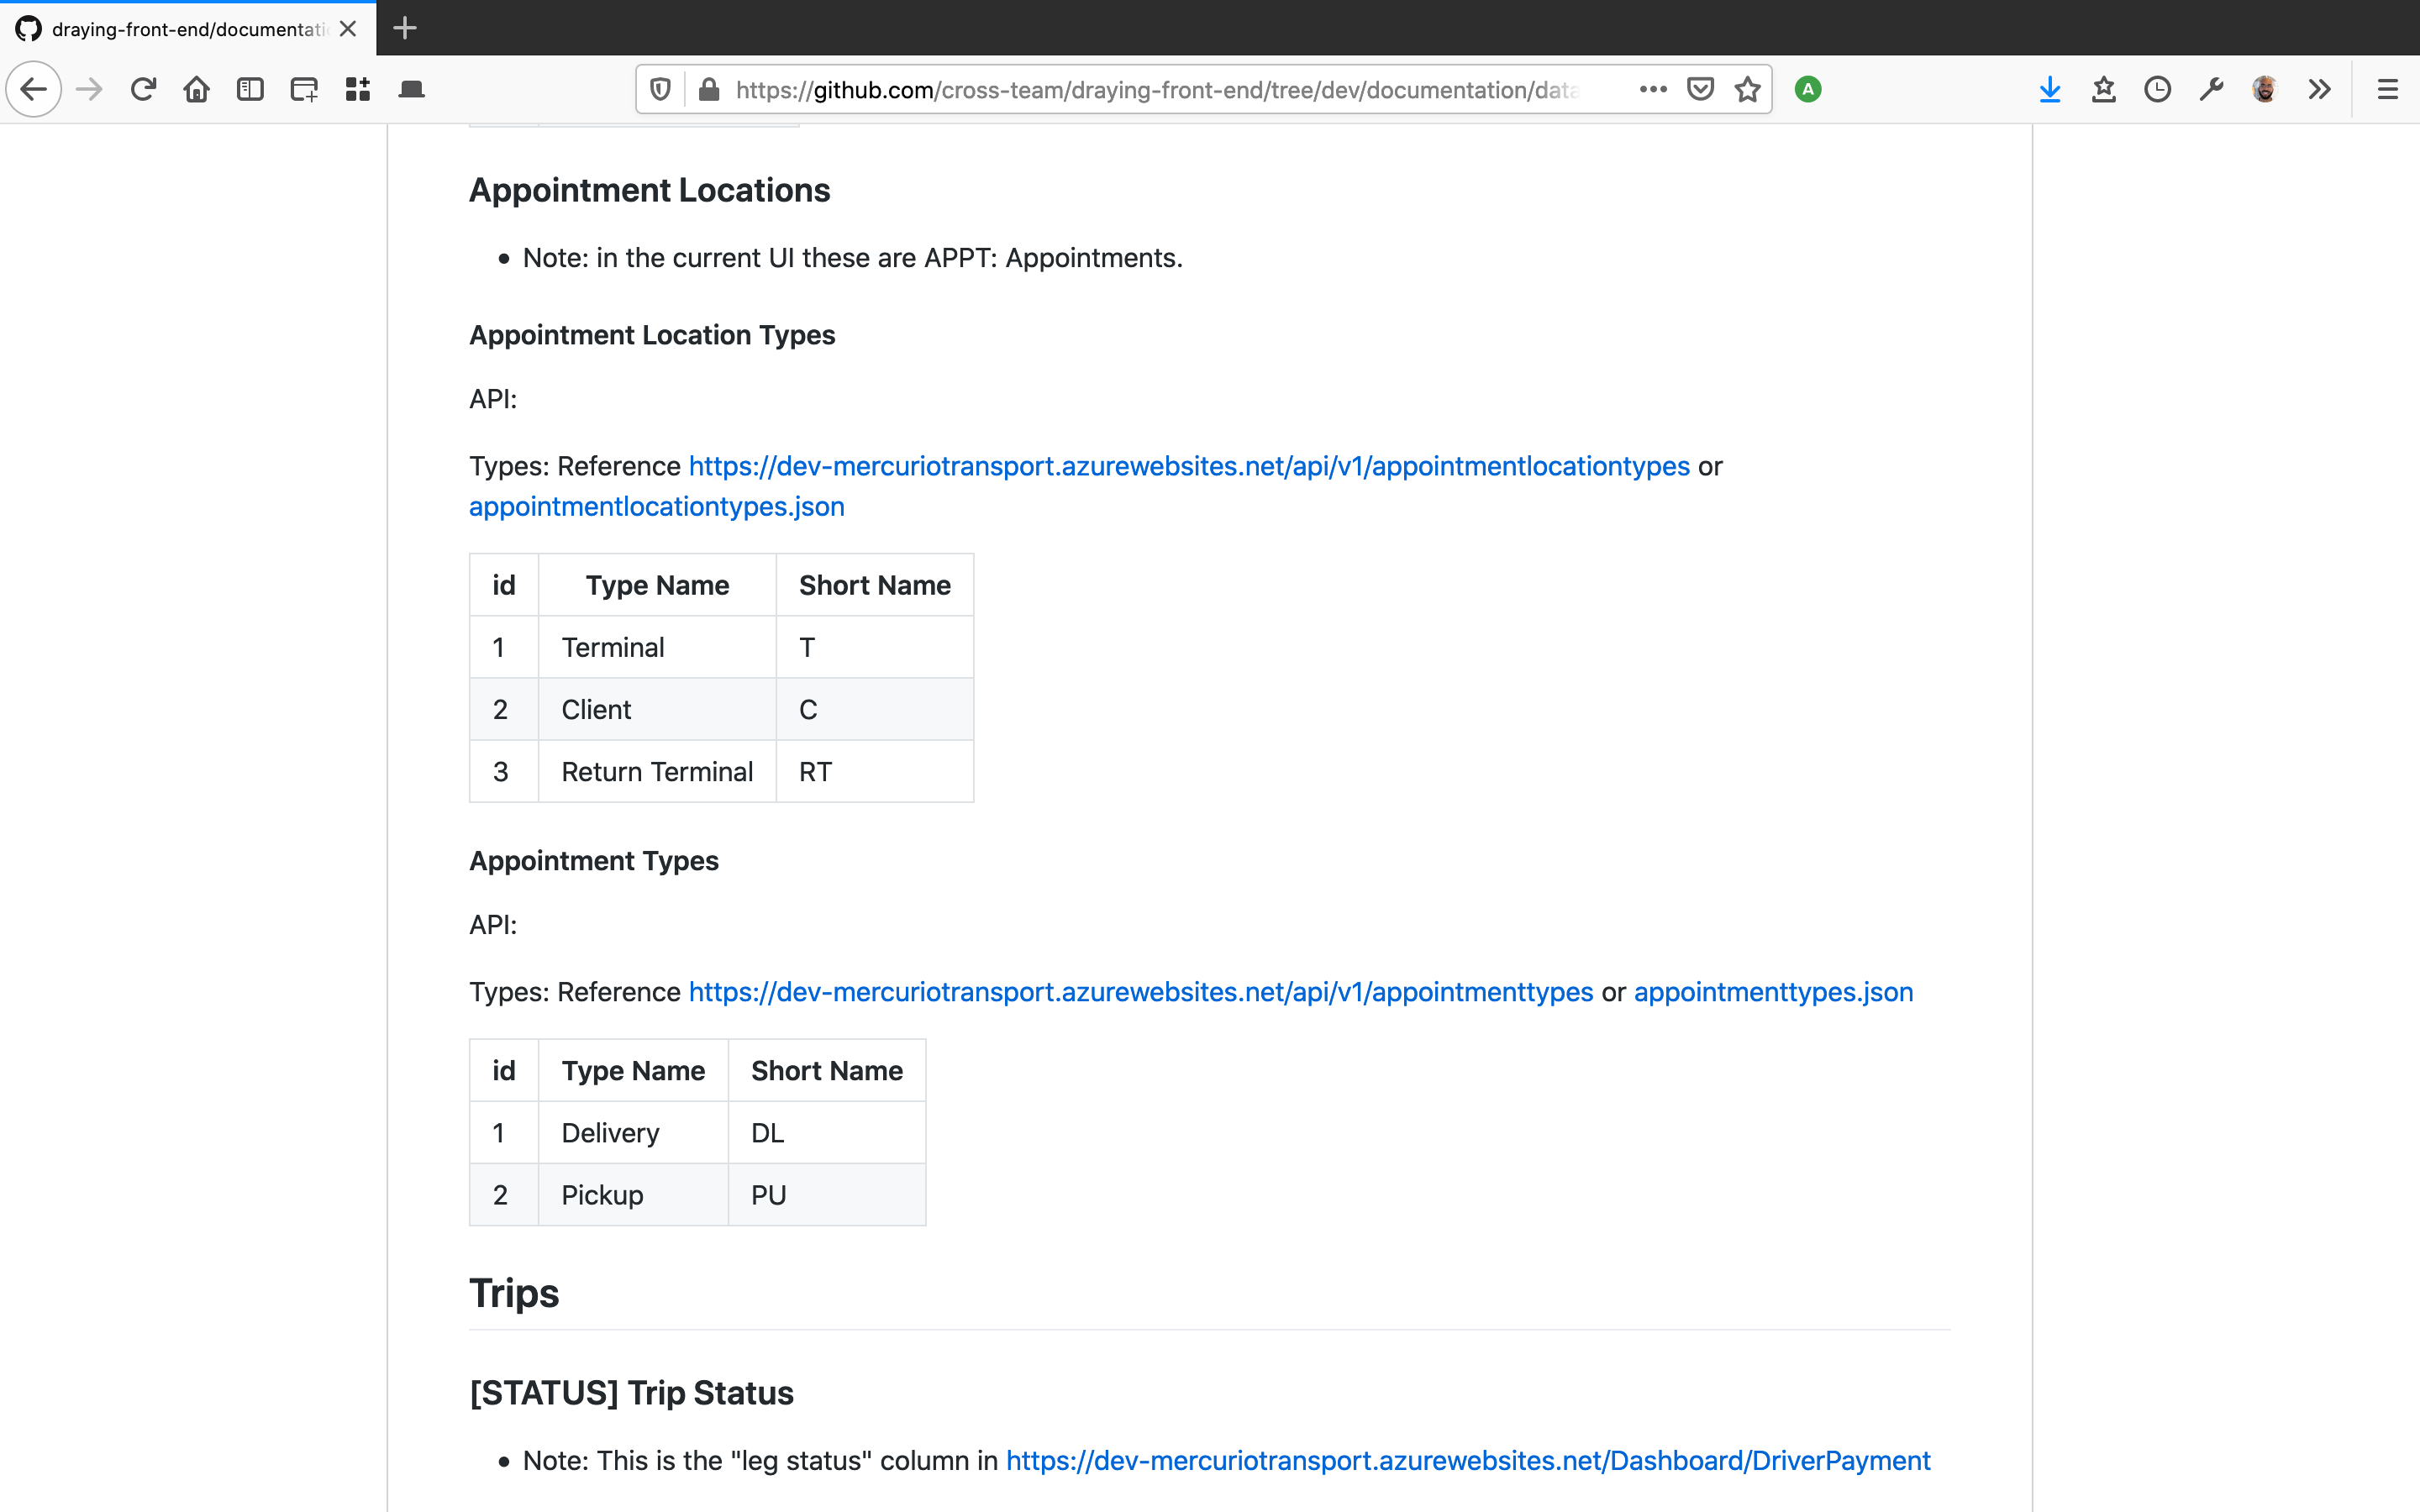 draying-front-end/documentati
https://github.com/cross-team/draying-front-end/tree/dev/documentation/data
A
Appointment Locations
• Note: in the current UI these are APPT: Appointments.
Appointment Location Types
API:
Types: Reference https://dev-mercuriotransport.azurewebsites.net/api/v1/appointmentlocationtypes or
appointmentlocationtypes.json
id Type Name Short Name
1 Terminal T
2 Client C
3 Return Terminal RT
Appointment Types
API:
Types: Reference https://dev-mercuriotransport.azurewebsites.net/api/v1/appointmenttypes or appointmenttypes.json
id Type Name Short Name
1 Delivery DL
2 Pickup PU
Trips
[STATUS] Trip Status
• Note: This is the "leg status" column in https://dev-mercuriotransport.azurewebsites.net/Dashboard/DriverPayment